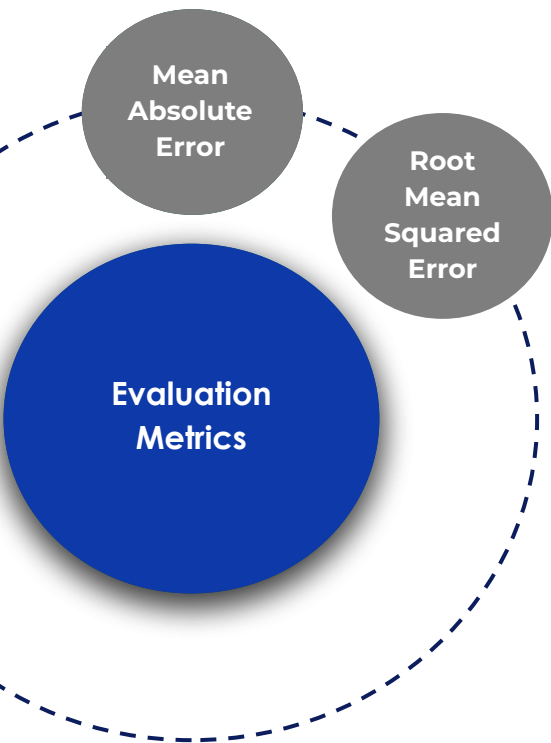 Mean
Absolute
Error
Root
Mean
Squared
Error
Evaluation
Metrics